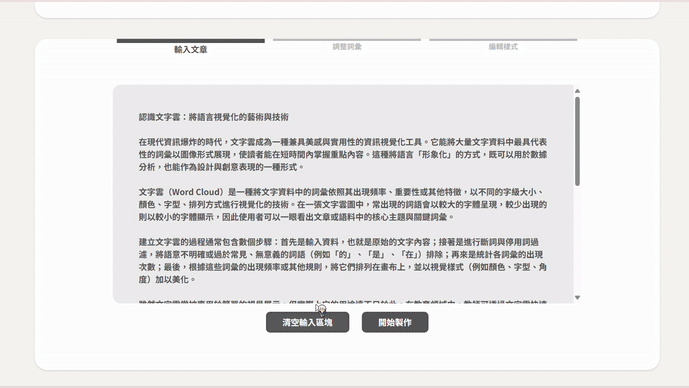 輸入文章
調整詞彙
編輯樣式
認識文字雲：將語言視覺化的藝術與技術
在現代資訊爆炸的時代，文字雲成為一種兼具美感與實用性的資訊視覺化工具。它能將大量文字資料中最具代表
性的詞彙以圖像形式展現，使讀者能在短時間內掌握重點內容。這種將語言「形象化」的方式，既可以用於數據
分析，也能作為設計與創意表現的一種形式。
文字雲（Word Cloud）是一種將文字資料中的詞彙依照其出現頻率、重要性或其他特徵，以不同的字級大小、
顏色、字型、排列方式進行視覺化的技術。在一張文字雲圖中，常出現的詞語會以較大的字體呈現，較少出現的
則以較小的字體顯示，因此使用者可以一眼看出文章或語料中的核心主題與關鍵詞彙。
建立文字雲的過程通常包含數個步驟：首先是輸入資料，也就是原始的文字內容；接著是進行斷詞與停用詞過
濾，將語意不明確或過於常見、無意義的詞語（例如「的」、「是」、「在」）排除；再來是統計各詞彙的出現
次數；最後，根據這些詞彙的出現頻率或其他規則，將它們排列在畫布上，並以視覺樣式（例如顏色、字型、角
度）加以美化。
清空輸入區塊
開始製作